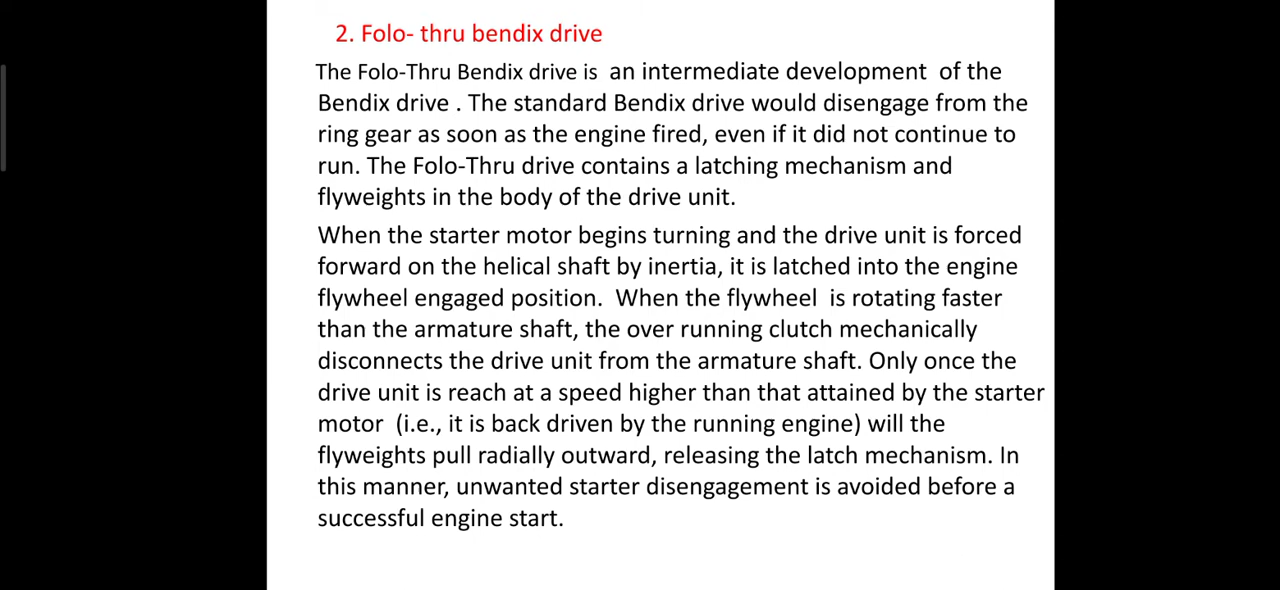 2. Folo- thru bendix drive
The Folo-Thru Bendix drive is an intermediate development of the
Bendix drive . The standard Bendix drive would disengage from the
ring gear as soon as the engine fired, even if it did not continue to
run. The Folo-Thru drive contains a latching mechanism and
flyweights in the body of the drive unit.
When the starter motor begins turning and the drive unit is forced
forward on the helical shaft by inertia, it is latched into the engine
flywheel engaged position. When the flywheel is rotating faster
than the armature shaft, the over running clutch mechanically
disconnects the drive unit from the armature shaft. Only once the
drive unit is reach at a speed higher than that attained by the starter
motor (i.e., it is back driven by the running engine) will the
flyweights pull radially outward, releasing the latch mechanism. In
this manner, unwanted starter disengagement is avoided before a
successful engine start.